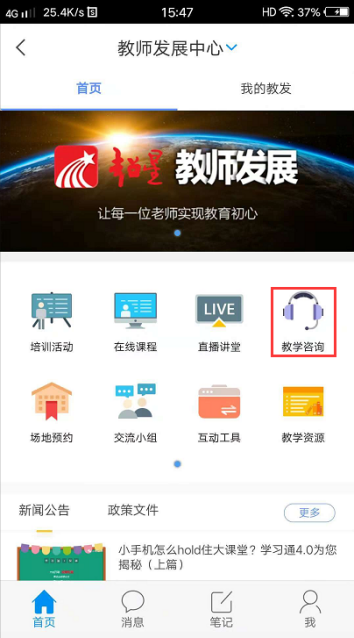 4G 25.4K/s 15:47 HD 37%
教师发展中心
首页 我的教发
超星 教师发展
让每一位老师实现教育初心
LIVE
培训活动 在线课程 直播讲堂 教学咨询
场地预约 交流小组 互动工具 教学资源
新闻公告 政策文件 更多
小手机怎么hold住大课堂？学习通4.0为您
揭秘（上篇）
首页 消息 笔记 我